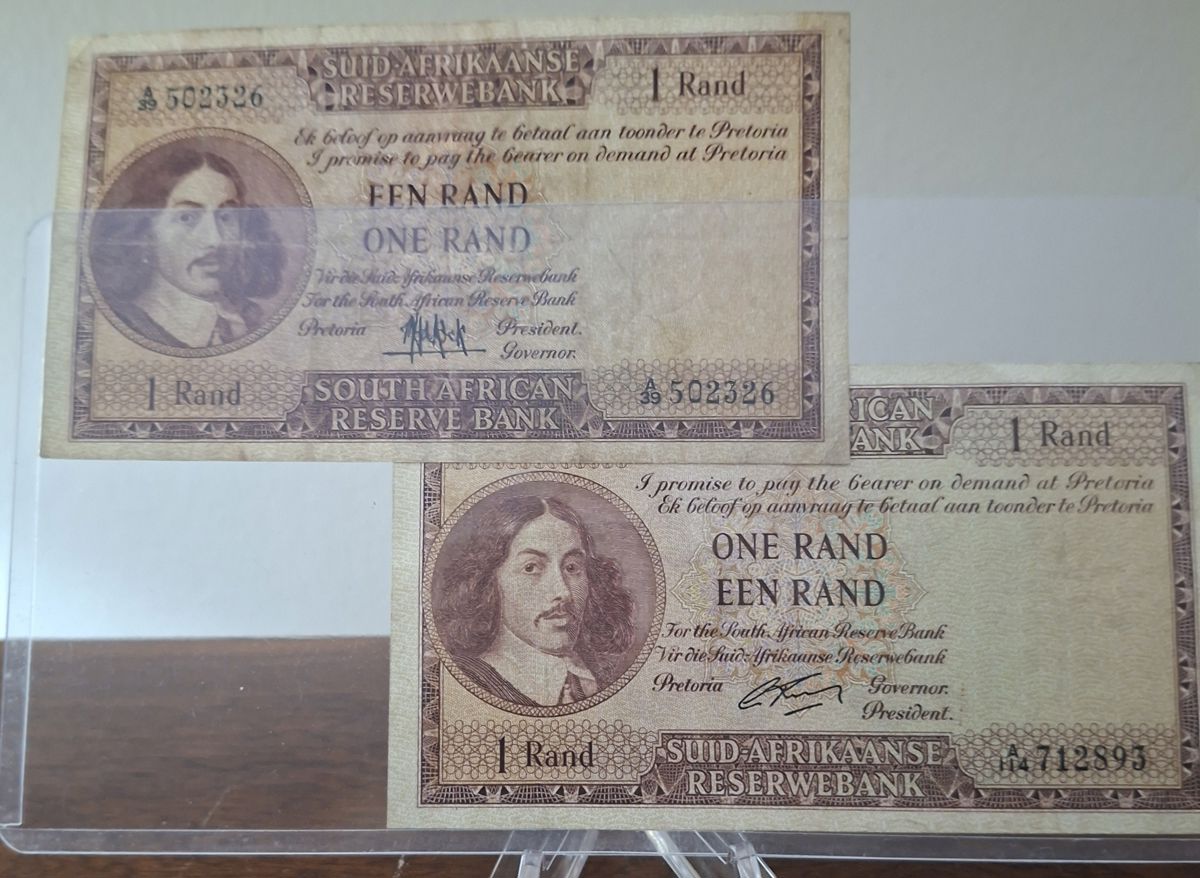 SUID-AFRIKAANSE
RESERWEBANK
A/39 502326
1 Rand
Ek beloof op aanvraag te betaal aan toonder te Pretoria
I promise to pay the bearer on demand at Pretoria
EEN RAND
ONE RAND
Vir die Suid-Afrikaanse Reserwebank
For the South African Reserve Bank
Pretoria President.
Governor.
1 Rand
SOUTH AFRICAN
RESERVE BANK
A/39 502326
ICAN
ANK
1 Rand
I promise to pay the bearer on demand at Pretoria
Ek beloof op aanvraag te betaal aan toonder te Pretoria
ONE RAND
EEN RAND
For the South African Reserve Bank
Vir die Suid-Afrikaanse Reserwebank
Pretoria Governor.
President.
1 Rand
SUID-AFRIKAANSE
RESERWEBANK
A/114 712893